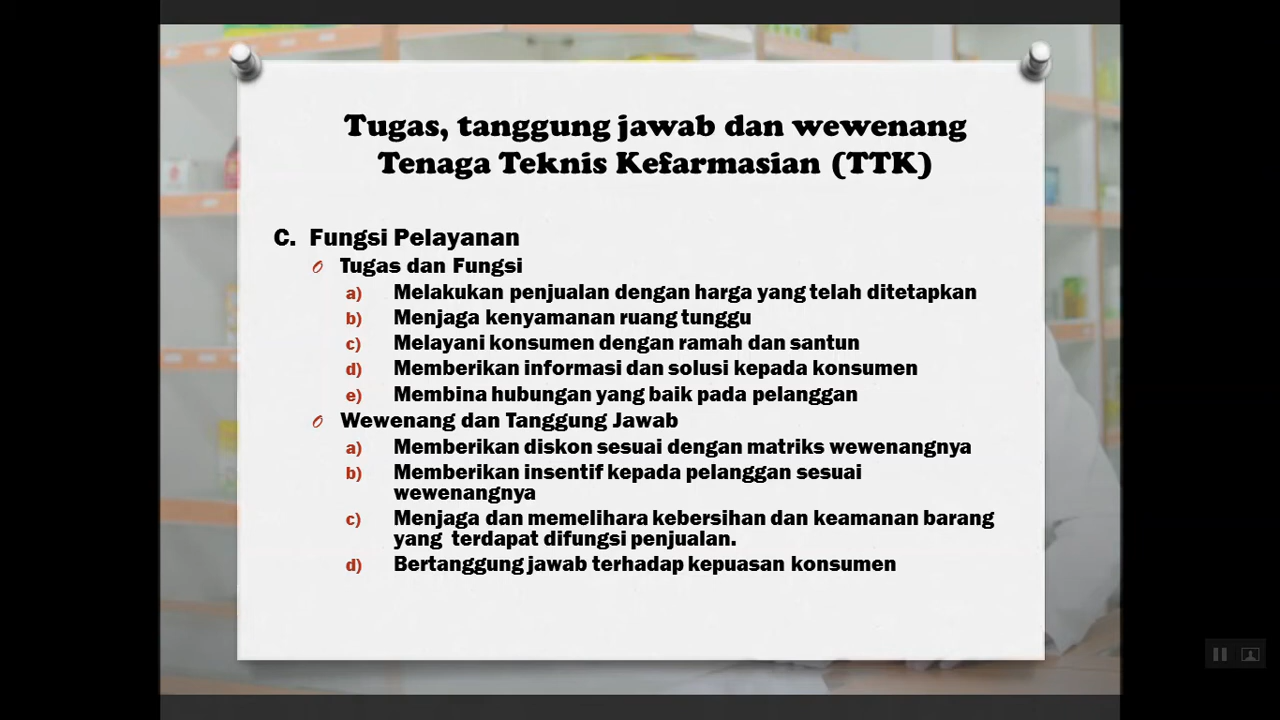 Tugas, tanggung jawab dan wewenang
Tenaga Teknis Kefarmasian (TTK)
C. Fungsi Pelayanan
Tugas dan Fungsi
a) Melakukan penjualan dengan harga yang telah ditetapkan
b) Menjaga kenyamanan ruang tunggu
c) Melayani konsumen dengan ramah dan santun
d) Memberikan informasi dan solusi kepada konsumen
e) Membina hubungan yang baik pada pelanggan
Wewenang dan Tanggung Jawab
a) Memberikan diskon sesuai dengan matriks wewenangnya
b) Memberikan insentif kepada pelanggan sesuai
wewenangnya
c) Menjaga dan memelihara kebersihan dan keamanan barang
yang terdapat difungsi penjualan.
d) Bertanggung jawab terhadap kepuasan konsumen